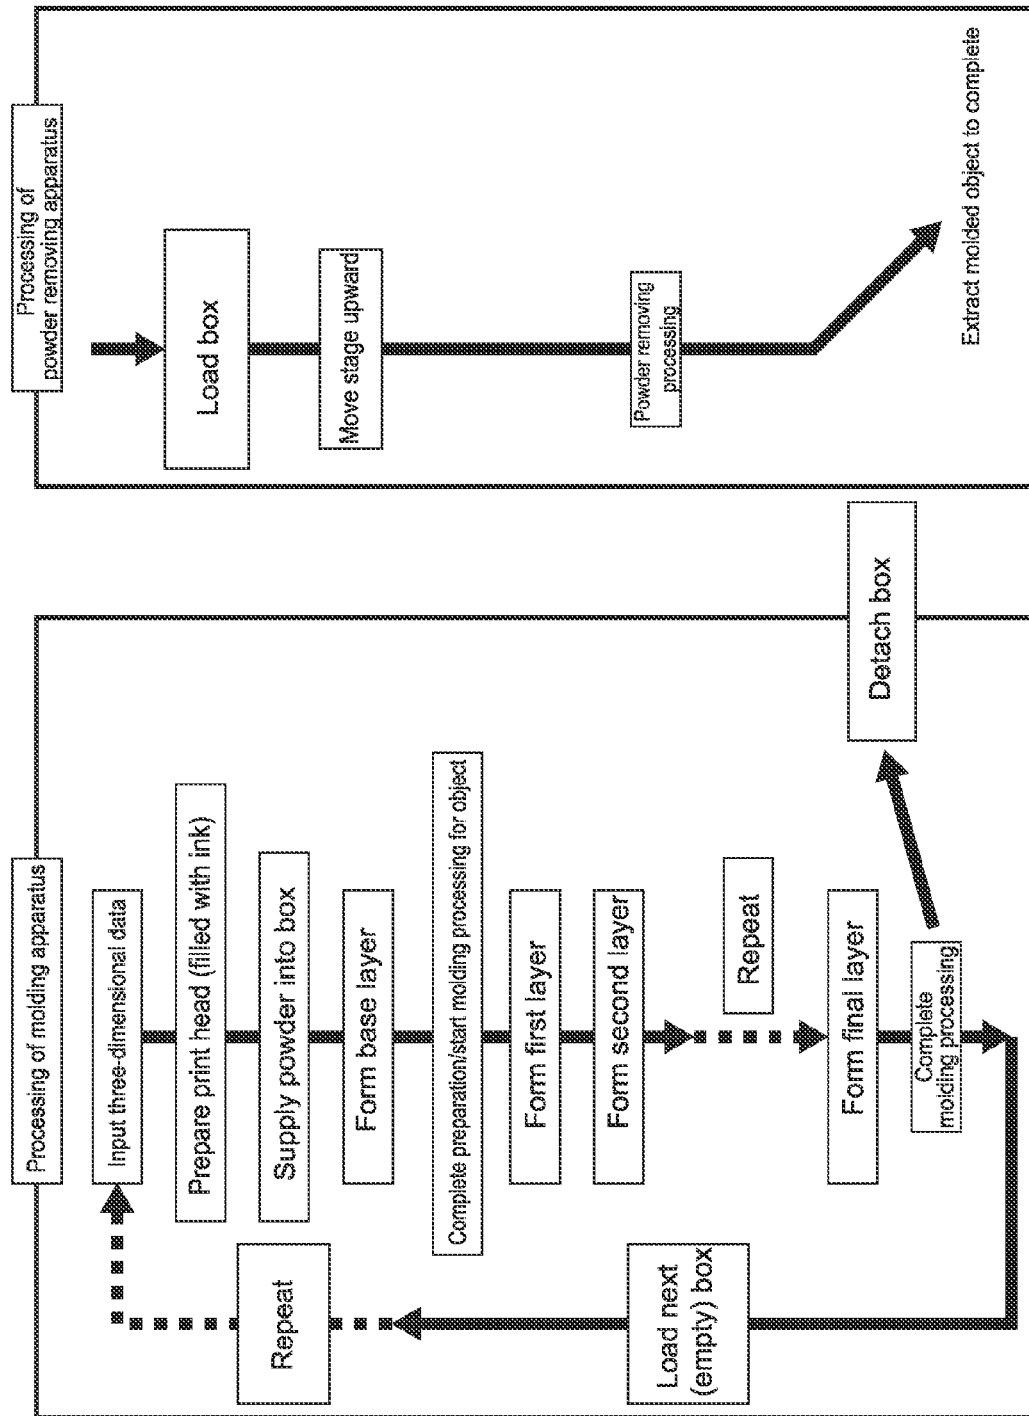 Processing of molding apparatus
Input three-dimensional data
Prepare print head (filled with ink)
Supply powder into box
Form base layer
Complete preparation/start molding processing for object
Form first layer
Form second layer
Repeat
Form final layer
Complete
molding processing
Detach box
Load next
(empty) box
Repeat
Processing of
powder removing apparatus
Load box
Move stage upward
Powder removing
processing
Extract molded object to complete